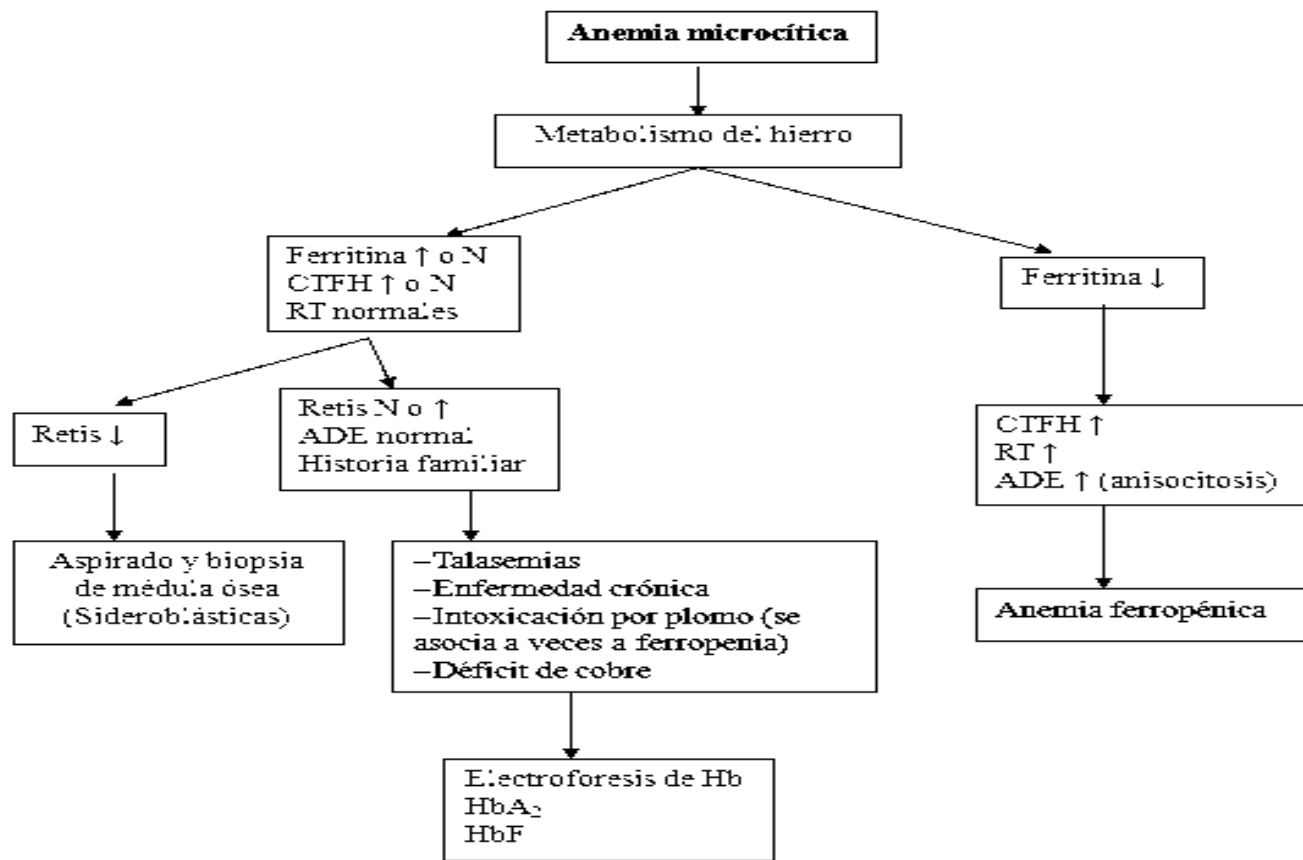 Anemia microcítica
Metabolismo del hierro
Ferritina ↑ o N
CTFH ↑ o N
RT normales
Ferritina ↓
Retis ↓
Retis N o ↑
ADE normal
Historia familiar
CTFH ↑
RT ↑
ADE ↑ (anisocitosis)
Aspirado y biopsia
de médula ósea
(Sideroblásticas)
–Talasemias
–Enfermedad crónica
–Intoxicación por plomo (se
asocia a veces a ferropenia)
–Déficit de cobre
Anemia ferropénica
Electroforesis de Hb
HbA₂
HbF